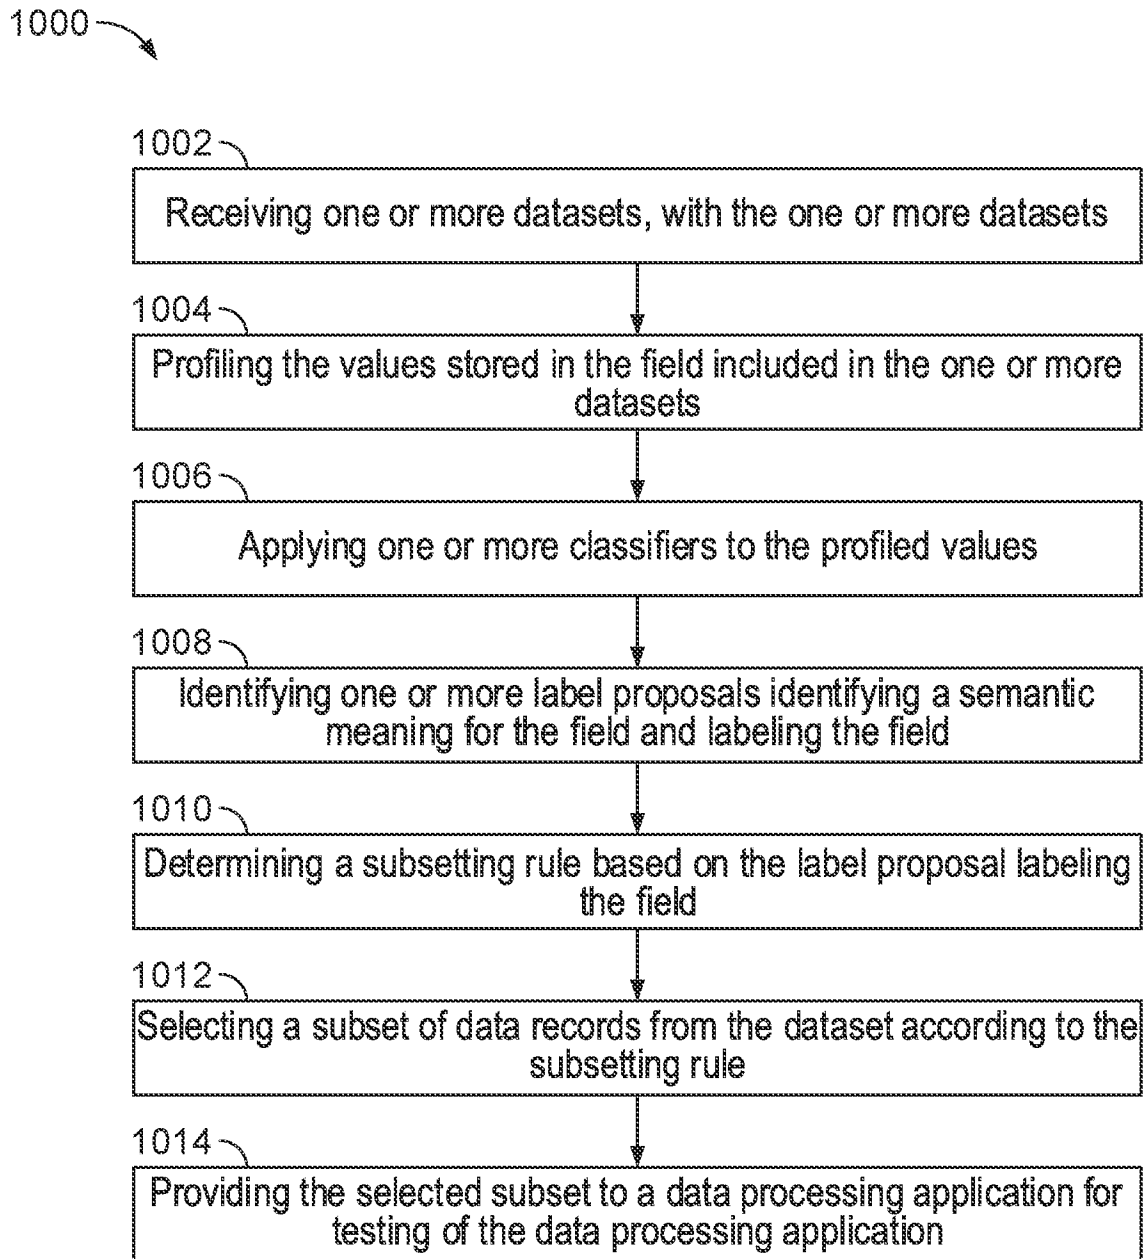 1000
1002
Receiving one or more datasets, with the one or more datasets
1004
Profiling the values stored in the field included in the one or more
datasets
1006
Applying one or more classifiers to the profiled values
1008
Identifying one or more label proposals identifying a semantic
meaning for the field and labeling the field
1010
Determining a subsetting rule based on the label proposal labeling
the field
1012
Selecting a subset of data records from the dataset according to the
subsetting rule
1014
Providing the selected subset to a data processing application for
testing of the data processing application